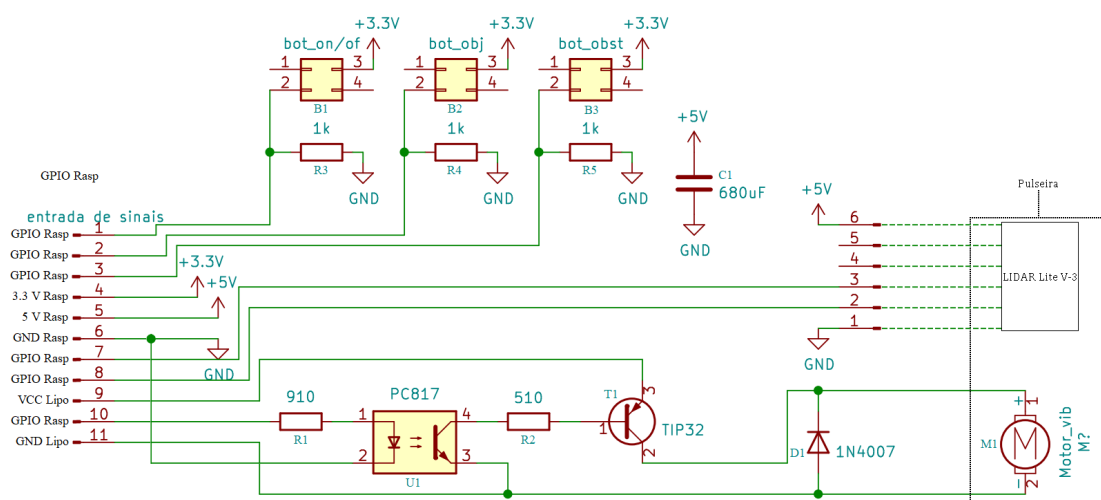 +3.3V +3.3V +3.3V
bot_on/of bot_obj bot_obst
1 3 1 3 1 3
2 4 2 4 2 4
B1 B2 B3
1k 1k 1k
R3 R4 R5
GND GND GND
+5V
C1
680uF
GND
GPIO Rasp
entrada de sinais
GPIO Rasp 1
GPIO Rasp 2
GPIO Rasp 3
3.3 V Rasp 4
+3.3V
5 V Rasp 5
+5V
GND Rasp 6
GND
GPIO Rasp 7
GPIO Rasp 8
VCC Lipo 9
GPIO Rasp 10
GND Lipo 11
Pulseira
+5V
6
5
4
3
2
1
GND
LIDAR Lite V-3
910
R1
PC817
1 4
2 3
U1
510
R2
T1
3
1
2
TIP32
D1
1N4007
M1
+
1
M
-
2
Motor_vib
M?